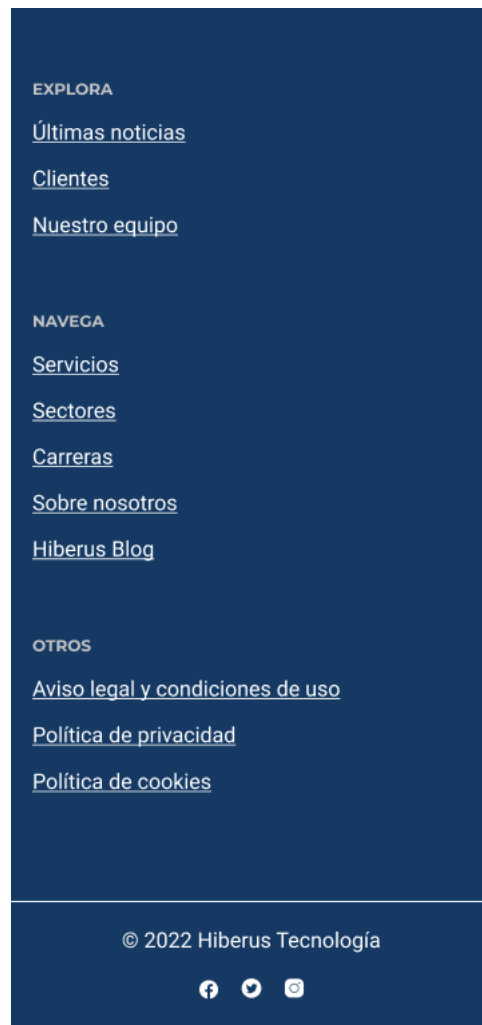 EXPLORA
Últimas noticias
Clientes
Nuestro equipo
NAVEGA
Servicios
Sectores
Carreras
Sobre nosotros
Hiberus Blog
OTROS
Aviso legal y condiciones de uso
Política de privacidad
Política de cookies
© 2022 Hiberus Tecnología